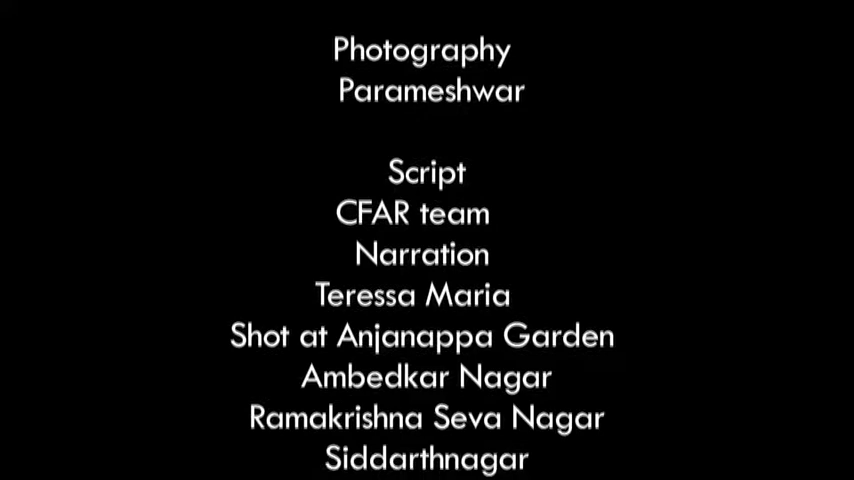 Photography
Parameshwar
Script
CFAR team
Narration
Teressa Maria
Shot at Anjanappa Garden
Ambedkar Nagar
Ramakrishna Seva Nagar
Siddarthnagar